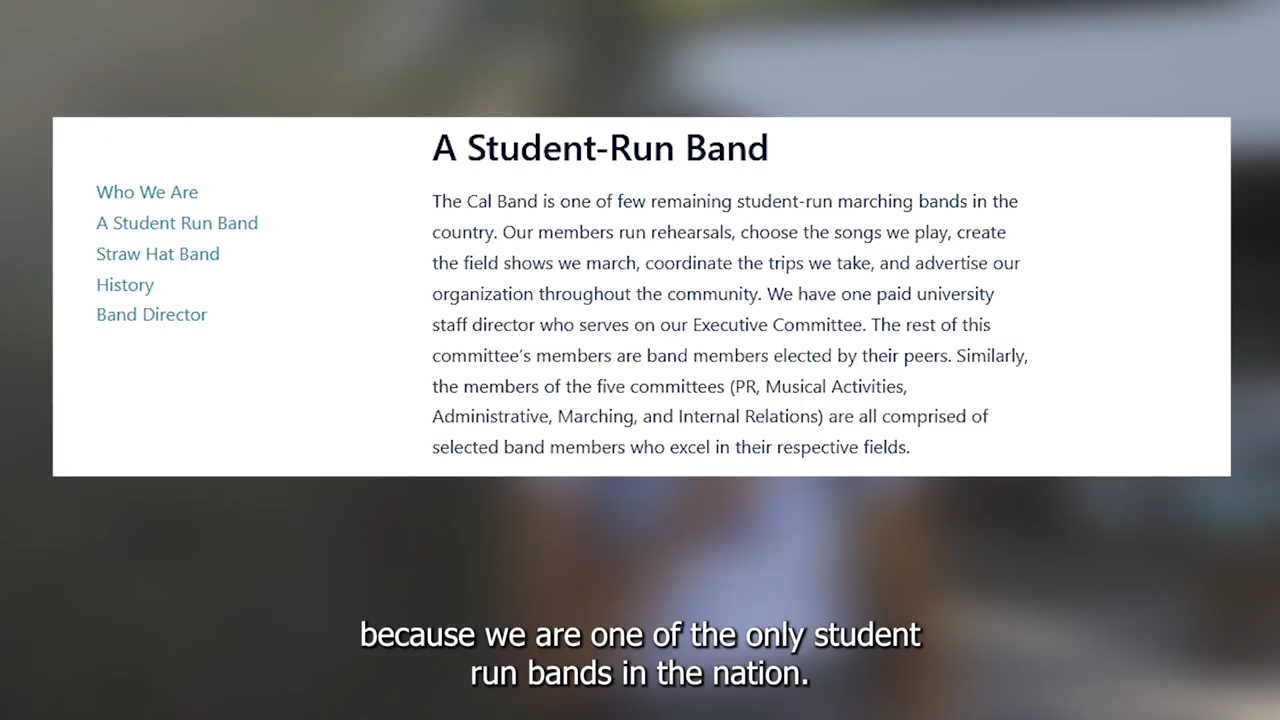 A Student-Run Band
Who We Are
A Student Run Band
Straw Hat Band
History
Band Director
The Cal Band is one of few remaining student-run marching bands in the
country. Our members run rehearsals, choose the songs we play, create
the field shows we march, coordinate the trips we take, and advertise our
organization throughout the community. We have one paid university
staff director who serves on our Executive Committee. The rest of this
committee's members are band members elected by their peers. Similarly,
the members of the five committees (PR, Musical Activities,
Administrative, Marching, and Internal Relations) are all comprised of
selected band members who excel in their respective fields.
because we are one of the only student
run bands in the nation.